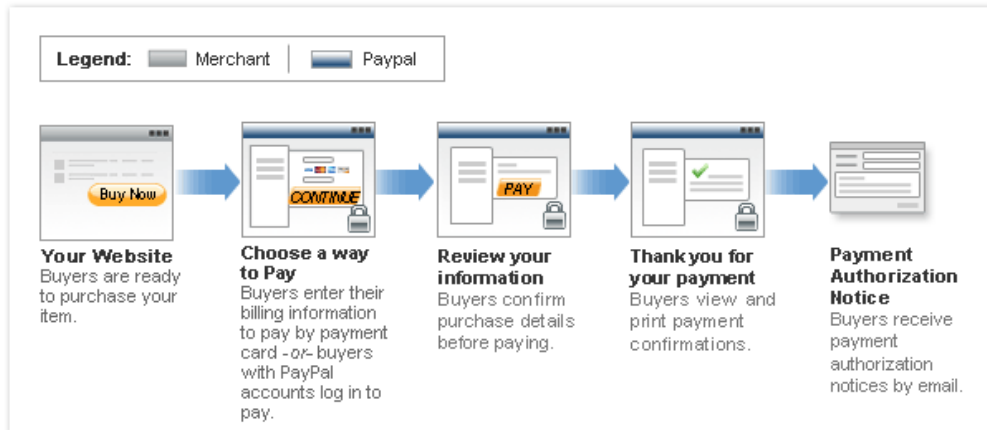 Legend: Merchant Paypal
Buy Now
CONTINUE
PAY
Your Website
Buyers are ready
to purchase your
item.
Choose a way
to Pay
Buyers enter their
billing information
to pay by payment
card -or- buyers
with PayPal
accounts log in to
pay.
Review your
information
Buyers confirm
purchase details
before paying.
Thank you for
your payment
Buyers view and
print payment
confirmations.
Payment
Authorization
Notice
Buyers receive
payment
authorization
notices by email.